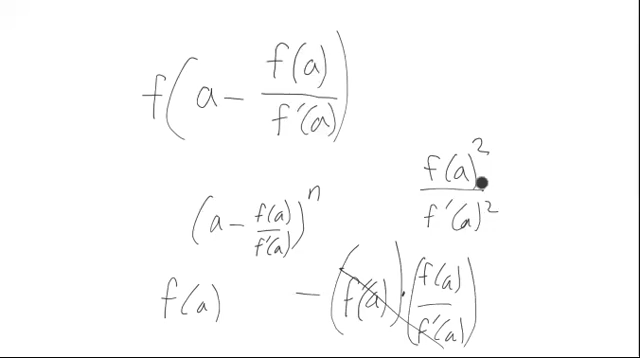 f(a - f(a)/f'(a))
f(a)²/f'(a)²
(a - f(a)/f'(a))ⁿ
f(a) - (f'(a)) · (f(a)/f'(a))